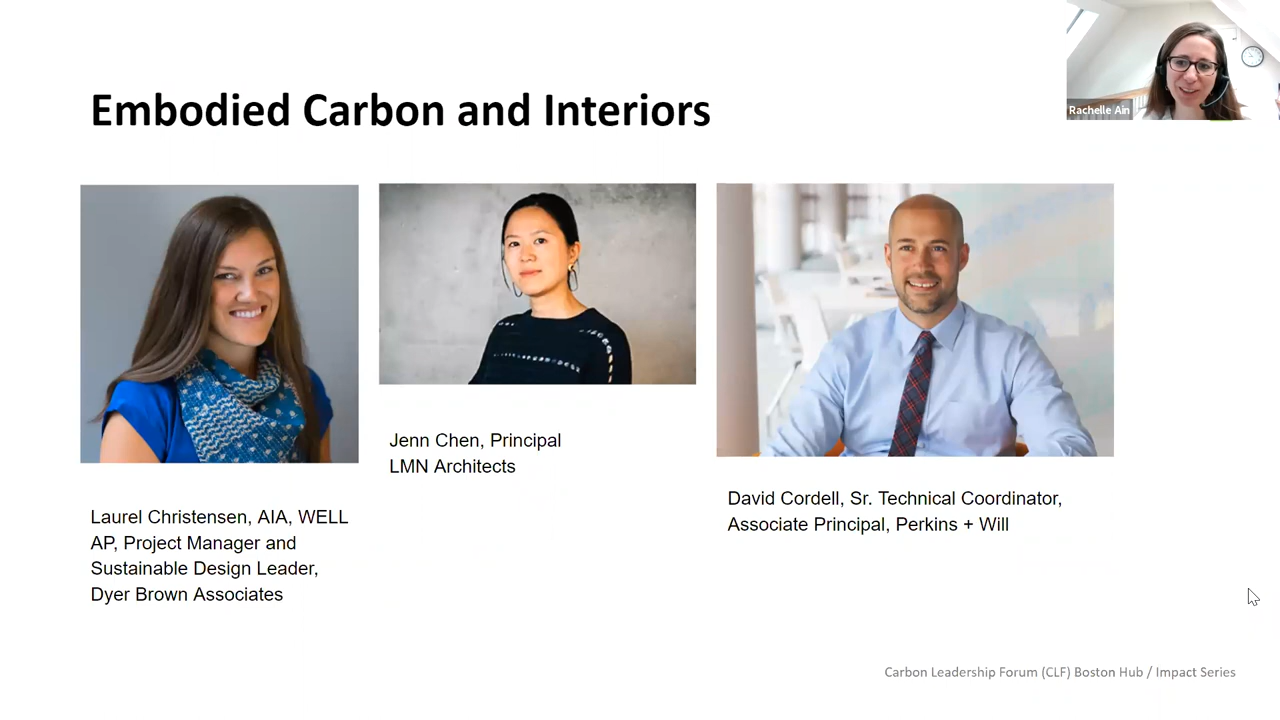 Embodied Carbon and Interiors
Rachelle Ain
Jenn Chen, Principal
LMN Architects
David Cordell, Sr. Technical Coordinator,
Associate Principal, Perkins + Will
Laurel Christensen, AIA, WELL
AP, Project Manager and
Sustainable Design Leader,
Dyer Brown Associates
Carbon Leadership Forum (CLF) Boston Hub / Impact Series